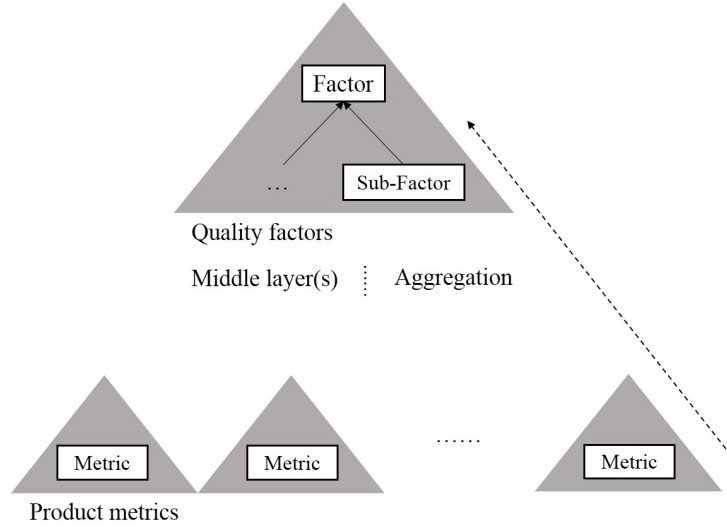 Factor
…
Sub-Factor
Quality factors
Middle layer(s)
Aggregation
Metric
Metric
……
Metric
Product metrics